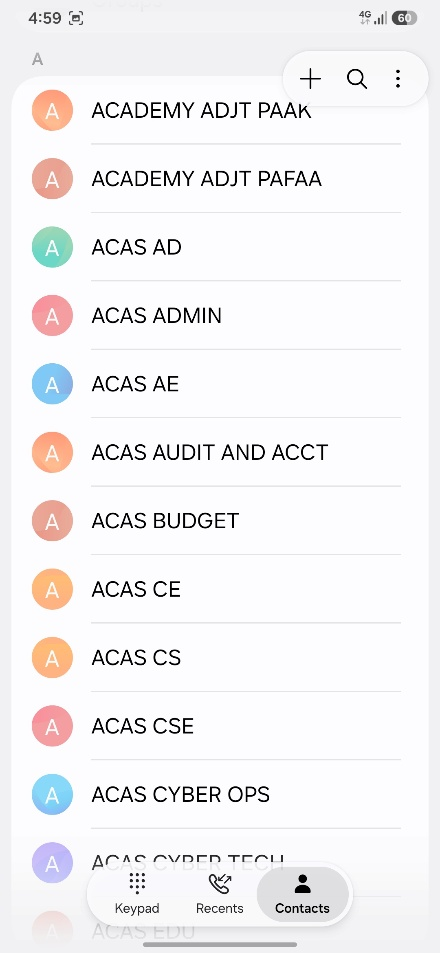 4:59
4G
60
A
A ACADEMY ADJT PAAK
A ACADEMY ADJT PAFAA
A ACAS AD
A ACAS ADMIN
A ACAS AE
A ACAS AUDIT AND ACCT
A ACAS BUDGET
A ACAS CE
A ACAS CS
A ACAS CSE
A ACAS CYBER OPS
A ACAS CYBER TECH
A ACAS EDU
Keypad Recents Contacts